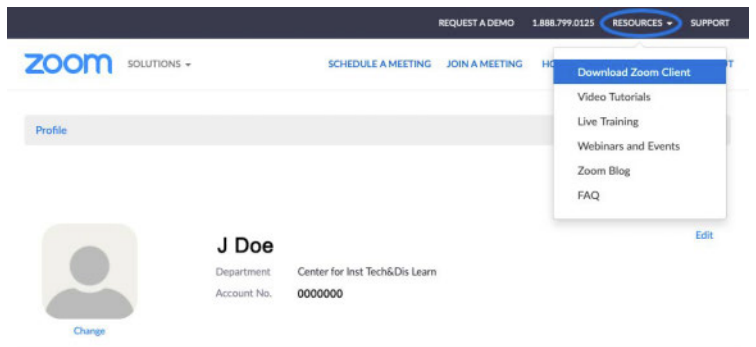 REQUEST A DEMO 1.888.799.0125 RESOURCES SUPPORT
zoom SOLUTIONS SCHEDULE A MEETING JOIN A MEETING
Download Zoom Client
Video Tutorials
Live Training
Webinars and Events
Zoom Blog
FAQ
Profile
Edit
J Doe
Department Center for Inst Tech&Dis Learn
Account No. 0000000
Change